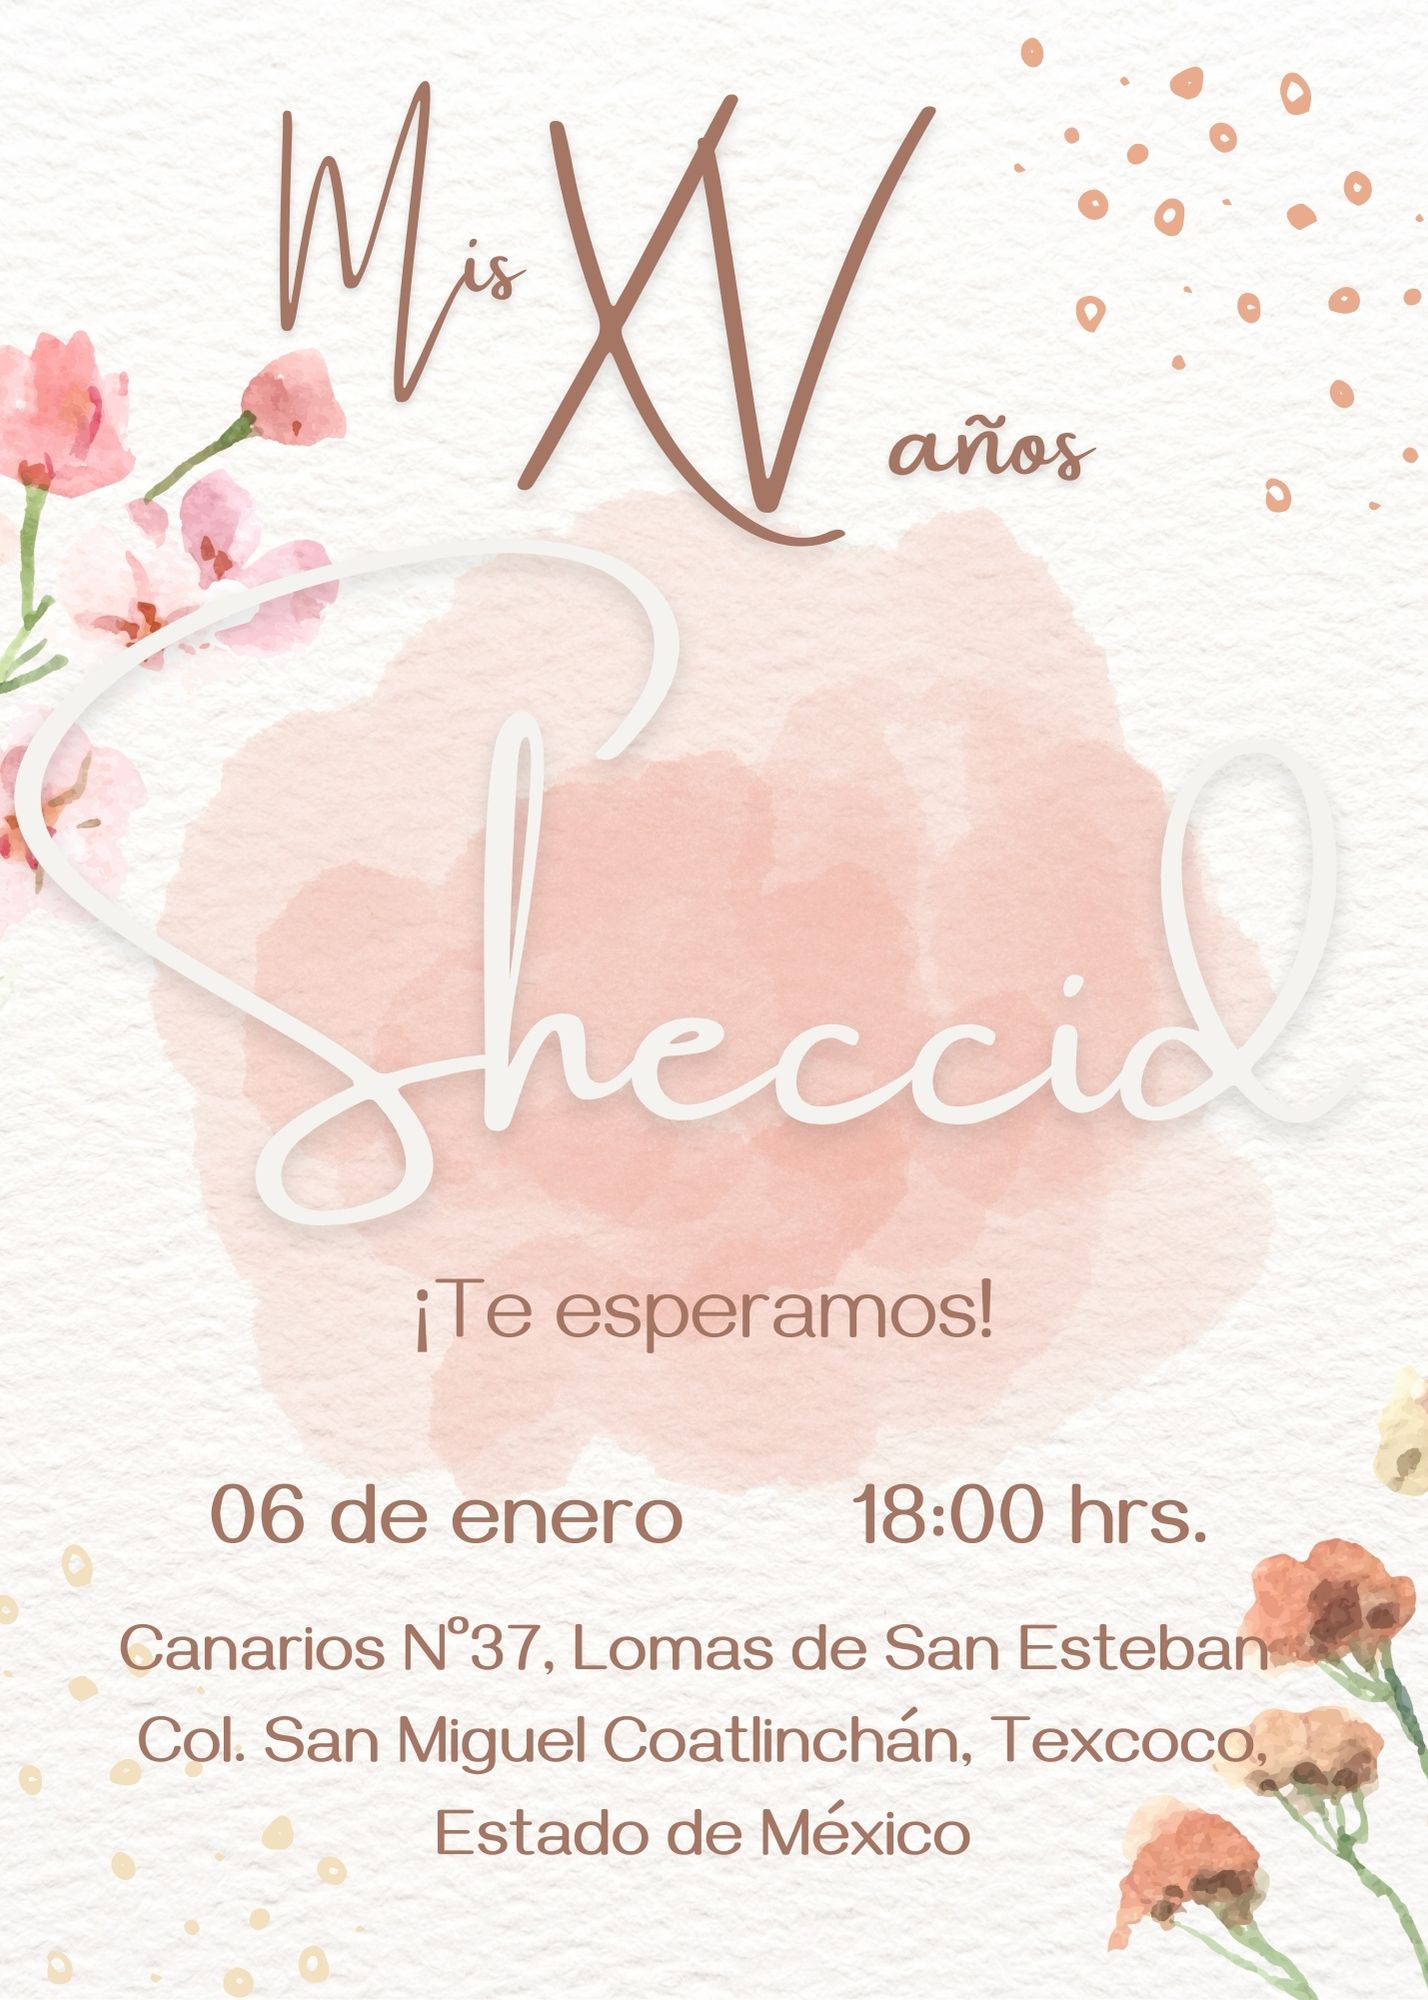 Mis XV años
Sheccid
¡Te esperamos!
06 de enero 18:00 hrs.
Canarios N°37, Lomas de San Esteban
Col. San Miguel Coatlinchán, Texcoco,
Estado de México